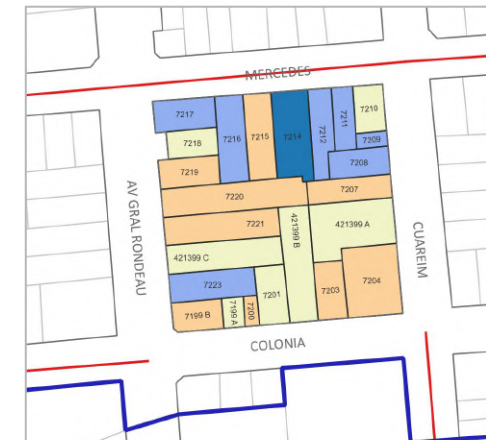 MERCEDES
7217
7216
7215
7214
7212
7211
7210
7218
7209
7208
7219
7220
7207
AV GRAL RONDEAU
7221
421399 B
421399 A
CUAREIM
421399 C
7223
7201
7203
7204
7199 B
7199 A
7200
COLONIA